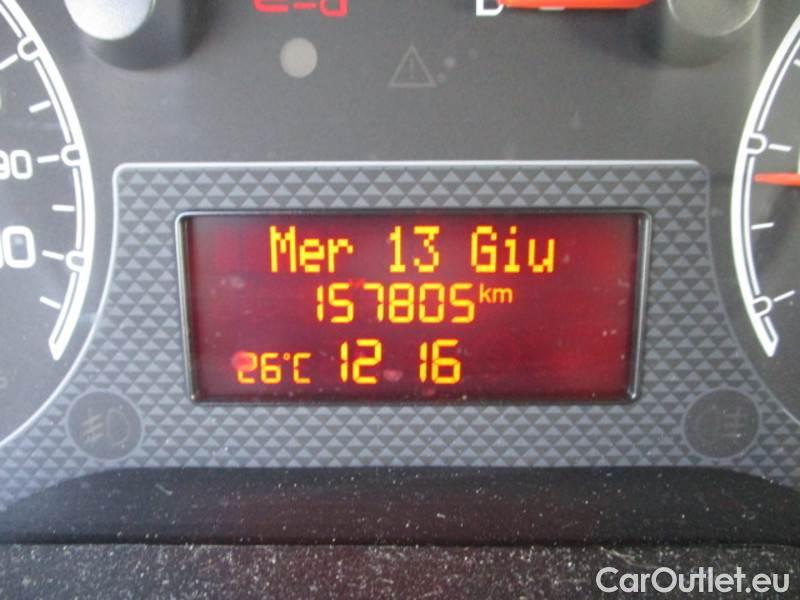 Mer 13 Giu
157805 km
26°C 12 16
90
CarOutlet.eu